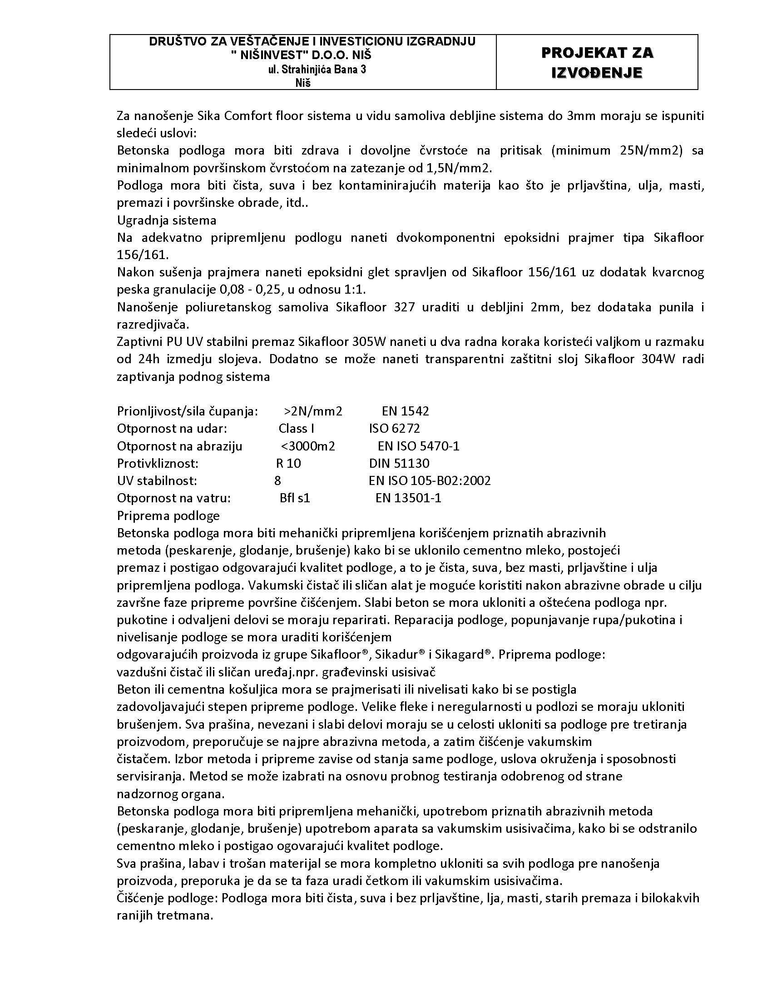 DRUŠTVO ZA VEŠTAČENJE I INVESTICIONU IZGRADNJU
" NIŠINVEST" D.O.O. NIŠ
ul. Strahinjića Bana 3
Niš
PROJEKAT ZA
IZVOĐENJE
Za nanošenje Sika Comfort floor sistema u vidu samoliva debljine sistema do 3mm moraju se ispuniti
sledeći uslovi:
Betonska podloga mora biti zdrava i dovoljne čvrstoće na pritisak (minimum 25N/mm2) sa
minimalnom površinskom čvrstoćom na zatezanje od 1,5N/mm2.
Podloga mora biti čista, suva i bez kontaminirajućih materija kao što je prljavština, ulja, masti,
premazi i površinske obrade, itd..
Ugradnja sistema
Na adekvatno pripremljenu podlogu naneti dvokomponentni epoksidni prajmer tipa Sikafloor
156/161.
Nakon sušenja prajmera naneti epoksidni glet spravljen od Sikafloor 156/161 uz dodatak kvarcnog
peska granulacije 0,08 - 0,25, u odnosu 1:1.
Nanošenje poliuretanskog samoliva Sikafloor 327 uraditi u debljini 2mm, bez dodataka punila i
razredjivača.
Zaptivni PU UV stabilni premaz Sikafloor 305W naneti u dva radna koraka koristeći valjkom u razmaku
od 24h izmedju slojeva. Dodatno se može naneti transparentni zaštitni sloj Sikafloor 304W radi
zaptivanja podnog sistema
Prionljivost/sila čupanja: >2N/mm2 EN 1542
Otpornost na udar: Class I ISO 6272
Otpornost na abraziju <3000m2 EN ISO 5470-1
Protivkliznost: R 10 DIN 51130
UV stabilnost: 8 EN ISO 105-B02:2002
Otpornost na vatru: Bfl s1 EN 13501-1
Priprema podloge
Betonska podloga mora biti mehanički pripremljena korišćenjem priznatih abrazivnih
metoda (peskarenje, glodanje, brušenje) kako bi se uklonilo cementno mleko, postojeći
premaz i postigao odgovarajući kvalitet podloge, a to je čista, suva, bez masti, prljavštine i ulja
pripremljena podloga. Vakumski čistač ili sličan alat je moguće koristiti nakon abrazivne obrade u cilju
završne faze pripreme površine čišćenjem. Slabi beton se mora ukloniti a oštećena podloga npr.
pukotine i odvaljeni delovi se moraju reparirati. Reparacija podloge, popunjavanje rupa/pukotina i
nivelisanje podloge se mora uraditi korišćenjem
odgovarajućih proizvoda iz grupe Sikafloor®, Sikadur® i Sikagard®. Priprema podloge:
vazdušni čistač ili sličan uređaj.npr. građevinski usisivač
Beton ili cementna košuljica mora se prajmerisati ili nivelisati kako bi se postigla
zadovoljavajući stepen pripreme podloge. Velike fleke i neregularnosti u podlozi se moraju ukloniti
brušenjem. Sva prašina, nevezani i slabi delovi moraju se u celosti ukloniti sa podloge pre tretiranja
proizvodom, preporučuje se najpre abrazivna metoda, a zatim čišćenje vakumskim
čistačem. Izbor metoda i pripreme zavise od stanja same podloge, uslova okruženja i sposobnosti
servisiranja. Metod se može izabrati na osnovu probnog testiranja odobrenog od strane
nadzornog organa.
Betonska podloga mora biti pripremljena mehanički, upotrebom priznatih abrazivnih metoda
(peskaranje, glodanje, brušenje) upotrebom aparata sa vakumskim usisivačima, kako bi se odstranilo
cementno mleko i postigao ogovarajući kvalitet podloge.
Sva prašina, labav i trošan materijal se mora kompletno ukloniti sa svih podloga pre nanošenja
proizvoda, preporuka je da se ta faza uradi četkom ili vakumskim usisivačima.
Čišćenje podloge: Podloga mora biti čista, suva i bez prljavštine, lja, masti, starih premaza i bilokakvih
ranijih tretmana.